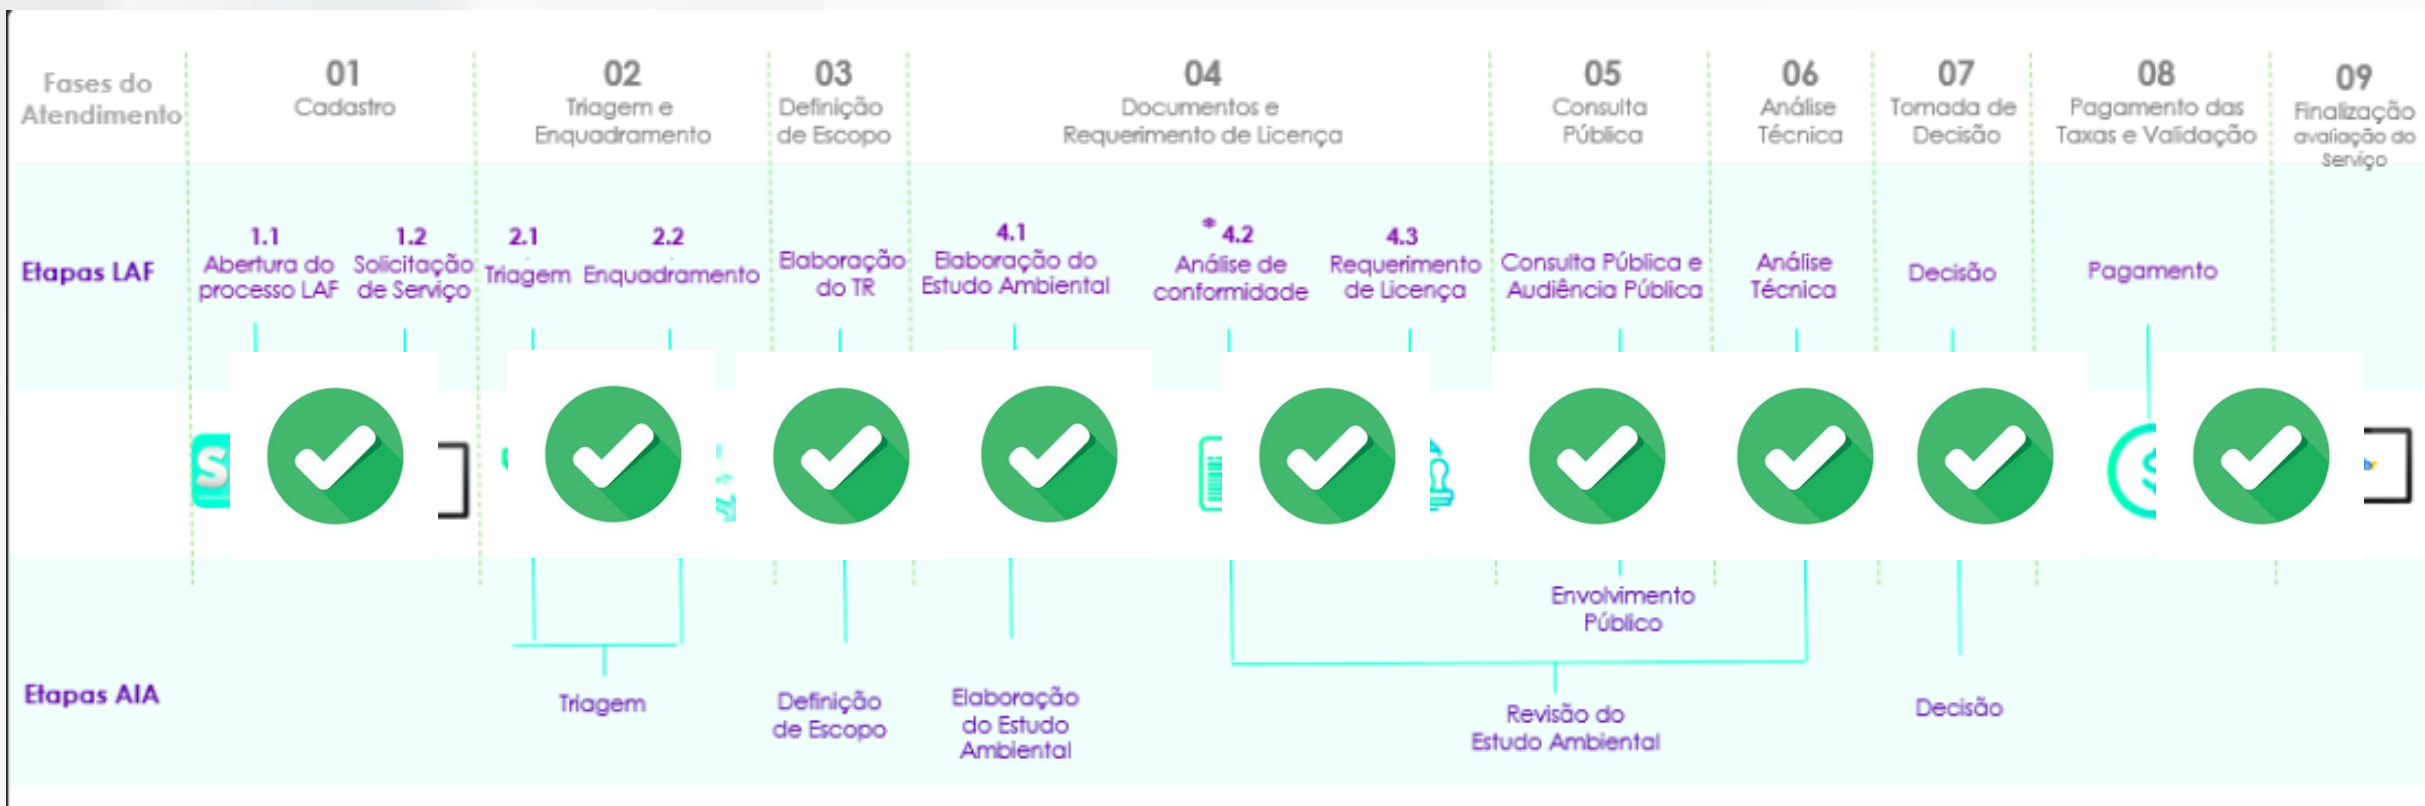 Fases do
Atendimento
01
Cadastro
02
Triagem e
Enquadramento
03
Definição
de Escopo
04
Documentos e
Requerimento de Licença
05
Consulta
Pública
06
Análise
Técnica
07
Tomada de
Decisão
08
Pagamento das
Taxas e Validação
09
Finalização
avaliação do
Serviço
Etapas LAF
1.1
Abertura do
processo LAF
1.2
Solicitação
de Serviço
2.1
Triagem
2.2
Enquadramento
Elaboração
do TR
4.1
Elaboração do
Estudo Ambiental
* 4.2
Análise de
conformidade
4.3
Requerimento
de Licença
Consulta Pública e
Audiência Pública
Análise
Técnica
Decisão
Pagamento
S
$
Etapas AIA
Triagem
Definição
de Escopo
Elaboração
do Estudo
Ambiental
Envolvimento
Público
Revisão do
Estudo Ambiental
Decisão